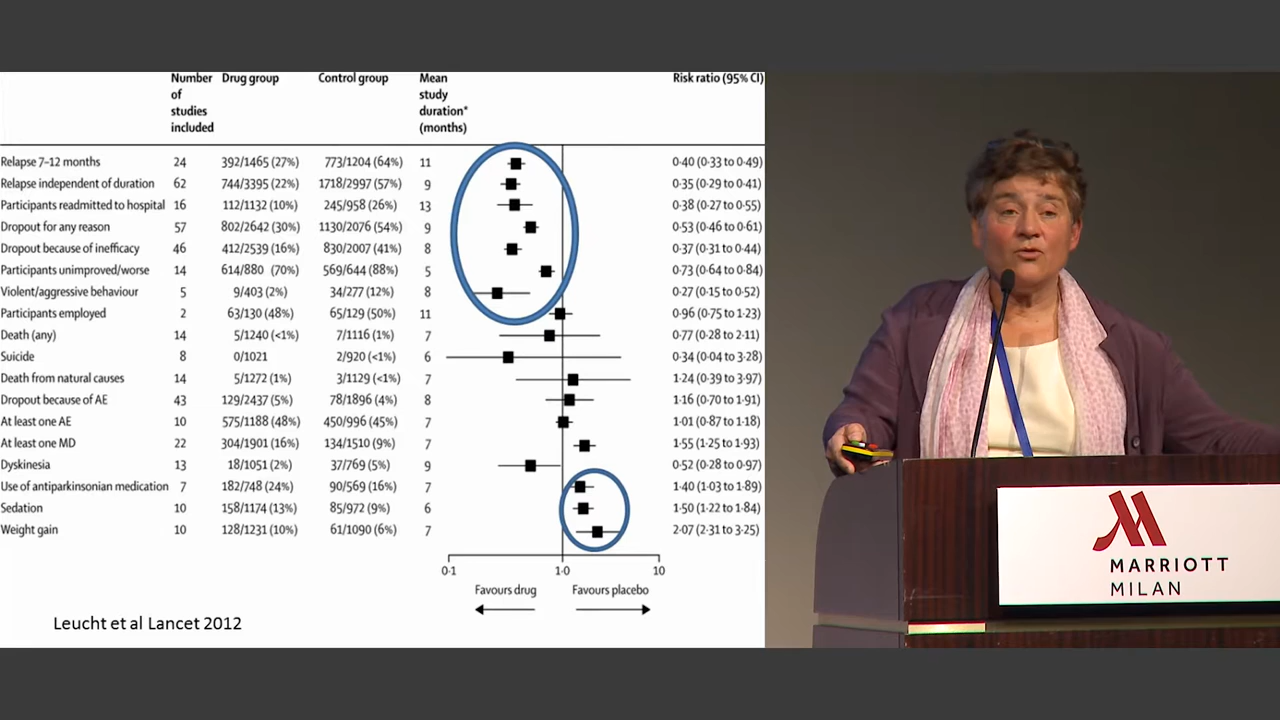 Number of studies included Drug group Control group Mean study duration* (months) Risk ratio (95% CI)
Relapse 7–12 months 24 392/1465 (27%) 773/1204 (64%) 11 0·40 (0·33 to 0·49)
Relapse independent of duration 62 744/3395 (22%) 1718/2997 (57%) 9 0·35 (0·29 to 0·41)
Participants readmitted to hospital 16 112/1132 (10%) 245/958 (26%) 13 0·38 (0·27 to 0·55)
Dropout for any reason 57 802/2642 (30%) 1130/2076 (54%) 9 0·53 (0·46 to 0·61)
Dropout because of inefficacy 46 412/2539 (16%) 830/2007 (41%) 8 0·37 (0·31 to 0·44)
Participants unimproved/worse 14 614/880 (70%) 569/644 (88%) 5 0·73 (0·64 to 0·84)
Violent/aggressive behaviour 5 9/403 (2%) 34/277 (12%) 8 0·27 (0·15 to 0·52)
Participants employed 2 63/130 (48%) 65/129 (50%) 11 0·96 (0·75 to 1·23)
Death (any) 14 5/1240 (<1%) 7/1116 (1%) 7 0·77 (0·28 to 2·11)
Suicide 8 0/1021 2/920 (<1%) 6 0·34 (0·04 to 3·28)
Death from natural causes 14 5/1272 (1%) 3/1129 (<1%) 7 1·24 (0·39 to 3·97)
Dropout because of AE 43 129/2437 (5%) 78/1896 (4%) 8 1·16 (0·70 to 1·91)
At least one AE 10 575/1188 (48%) 450/996 (45%) 7 1·01 (0·87 to 1·18)
At least one MD 22 304/1901 (16%) 134/1510 (9%) 7 1·55 (1·25 to 1·93)
Dyskinesia 13 18/1051 (2%) 37/769 (5%) 9 0·52 (0·28 to 0·97)
Use of antiparkinsonian medication 7 182/748 (24%) 90/569 (16%) 7 1·40 (1·03 to 1·89)
Sedation 10 158/1174 (13%) 85/972 (9%) 6 1·50 (1·22 to 1·84)
Weight gain 10 128/1231 (10%) 61/1090 (6%) 7 2·07 (2·31 to 3·25)
0·1 1·0 10
Favours drug Favours placebo
Leucht et al Lancet 2012
MARRIOTT
MILAN